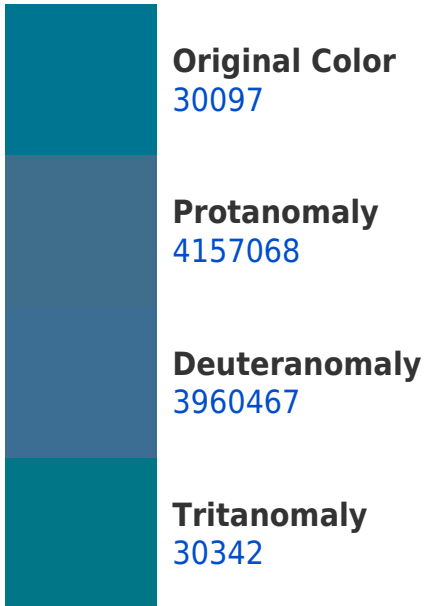 Original Color
30097
Protanomaly
4157068
Deuteranomaly
3960467
Tritanomaly
30342